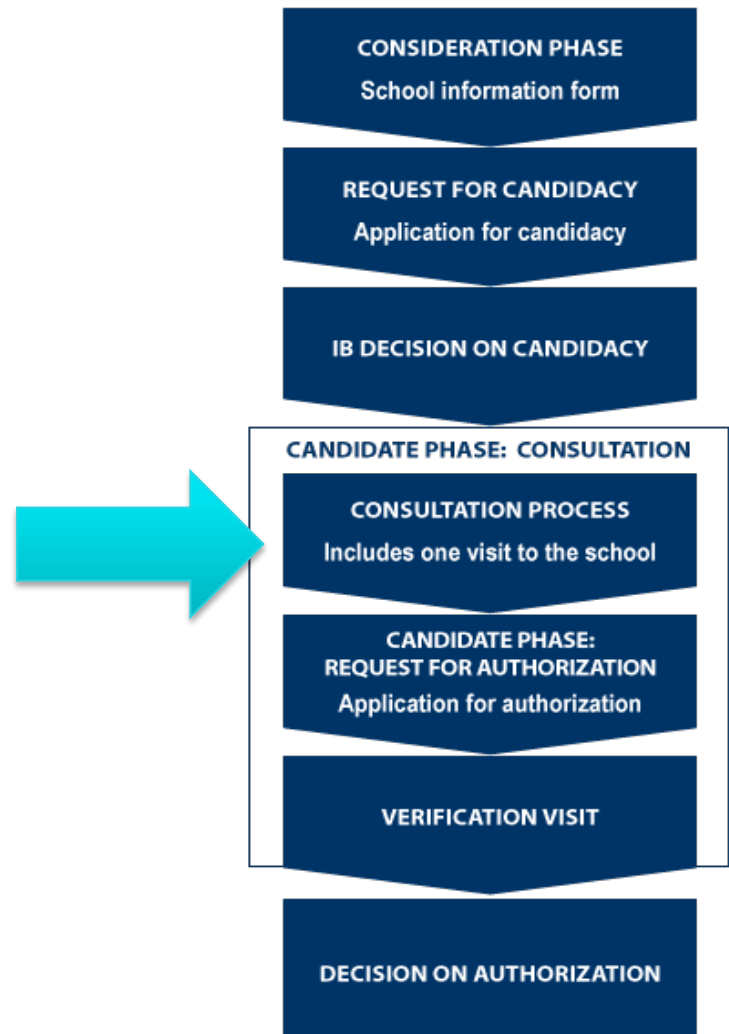 CONSIDERATION PHASE
School information form
REQUEST FOR CANDIDACY
Application for candidacy
IB DECISION ON CANDIDACY
CANDIDATE PHASE: CONSULTATION
CONSULTATION PROCESS
Includes one visit to the school
CANDIDATE PHASE:
REQUEST FOR AUTHORIZATION
Application for authorization
VERIFICATION VISIT
DECISION ON AUTHORIZATION